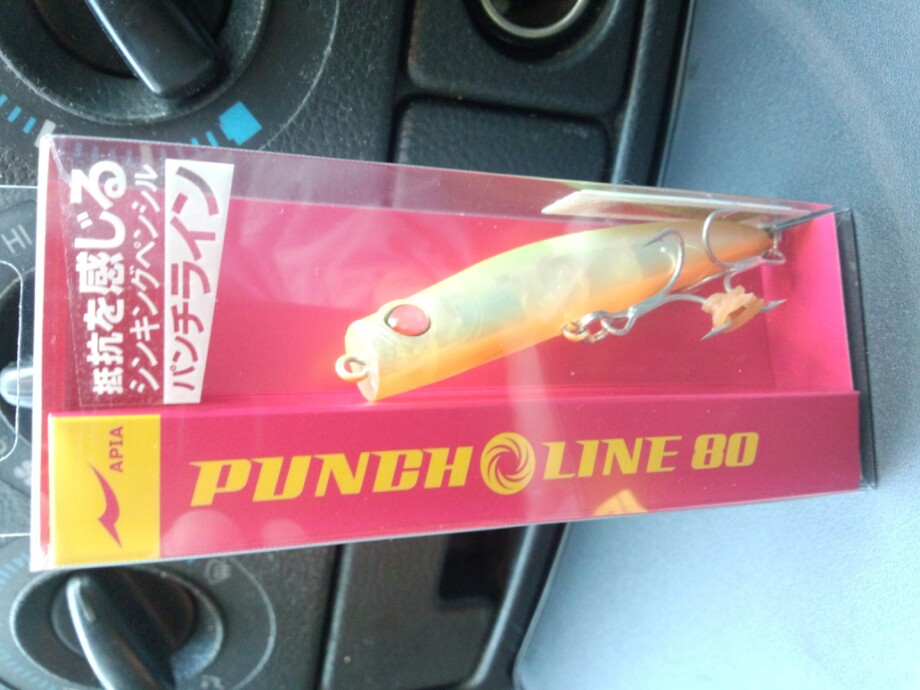 抵抗を感じる
シンキングペンシル
パンチライン
APIA
PUNCH LINE 80
HI